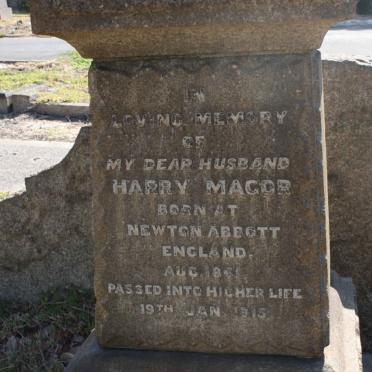 IN
LOVING MEMORY
OF
MY DEAR HUSBAND
HARRY MAGOR
BORN AT
NEWTON ABBOTT
ENGLAND.
AUG.
PASSED INTO HIGHER LIFE
19TH JAN 1915